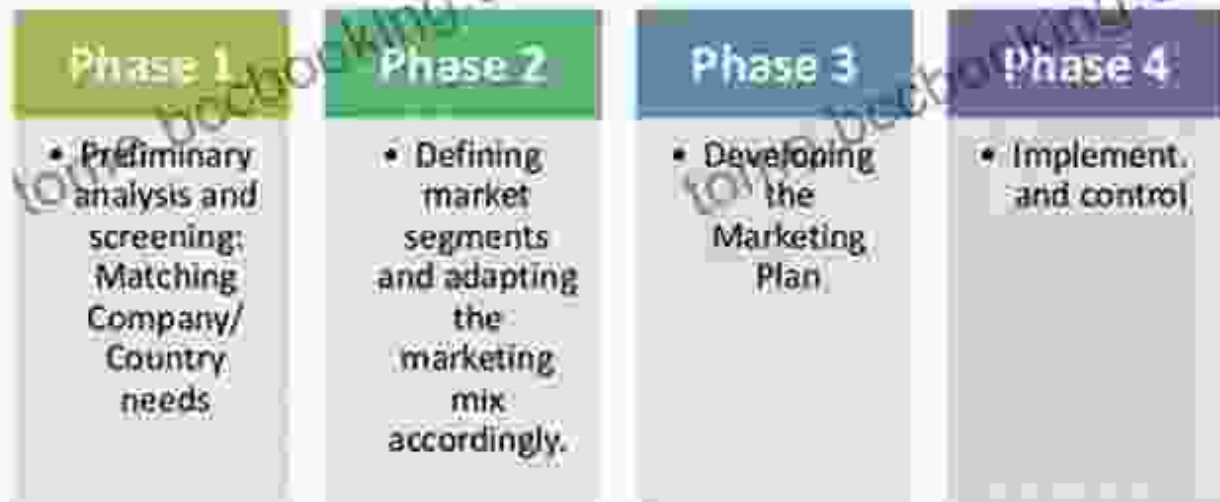 Phase 1
• Preliminary
analysis and
screening:
Matching
Company/
Country
needs
Phase 2
• Defining
market
segments
and adapting
the
marketing
mix
accordingly.
Phase 3
• Developing
the
Marketing
Plan
Phase 4
• Implement.
and control